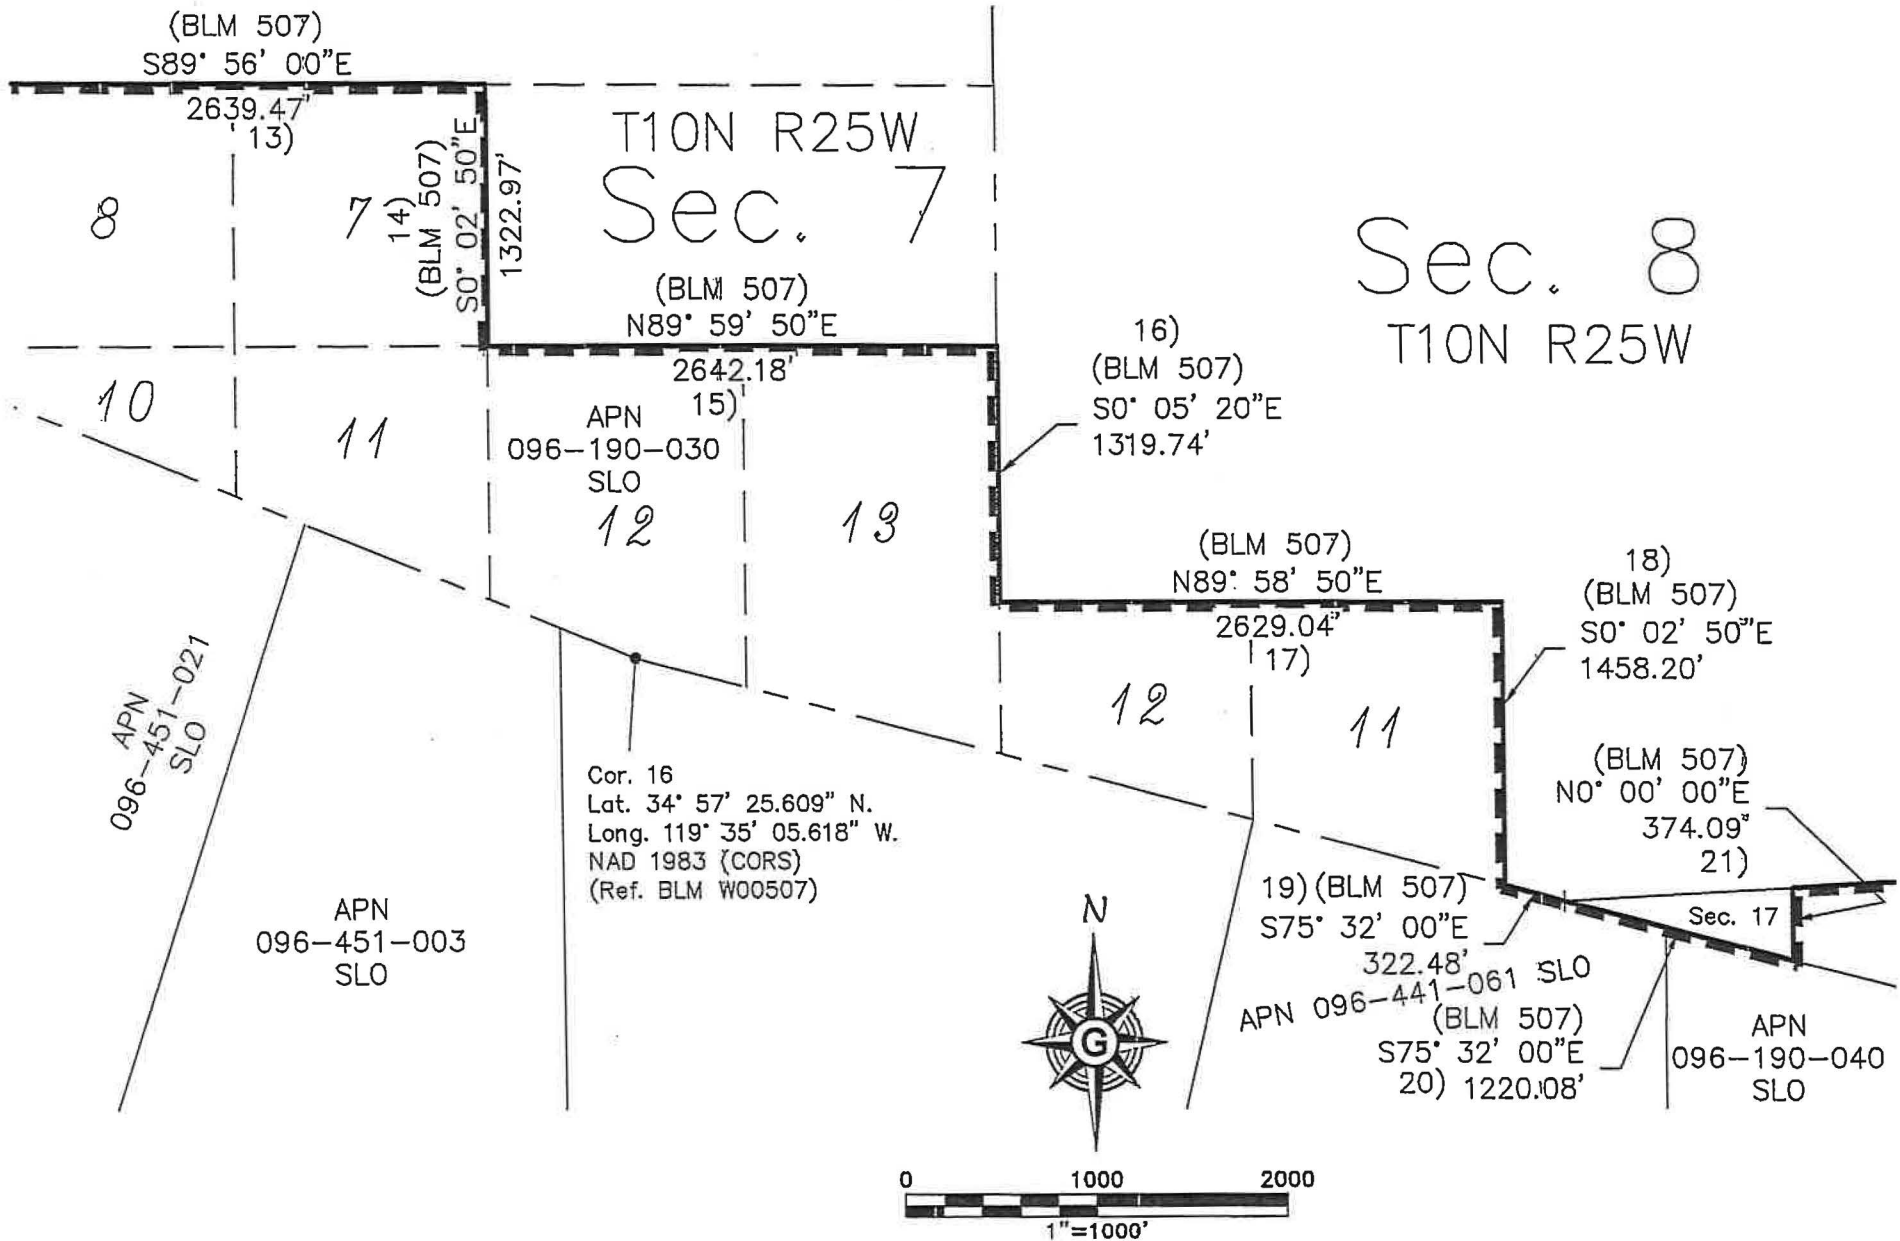 (BLM 507)
S89° 56' 00"E
2639.47'
13)
8
7
14)
(BLM 507)
S0° 02' 50"E
1322.97'
T10N R25W
Sec. 7
(BLM 507)
N89° 59' 50"E
2642.18'
15)
Sec. 8
T10N R25W
16)
(BLM 507)
S0° 05' 20"E
1319.74'
10
11
APN
096-190-030
SLO
12
13
(BLM 507)
N89° 58' 50"E
2629.04'
17)
18)
(BLM 507)
S0° 02' 50"E
1458.20'
12
11
APN
096-451-021
SLO
Cor. 16
Lat. 34° 57' 25.609" N.
Long. 119° 35' 05.618" W.
NAD 1983 (CORS)
(Ref. BLM W00507)
(BLM 507)
N0° 00' 00"E
374.09'
21)
APN
096-451-003
SLO
N
G
19) (BLM 507)
S75° 32' 00"E
322.48'
Sec. 17
APN 096-441-061 SLO
(BLM 507)
S75° 32' 00"E
20) 1220.08'
APN
096-190-040
SLO
0 1000 2000
1"=1000'